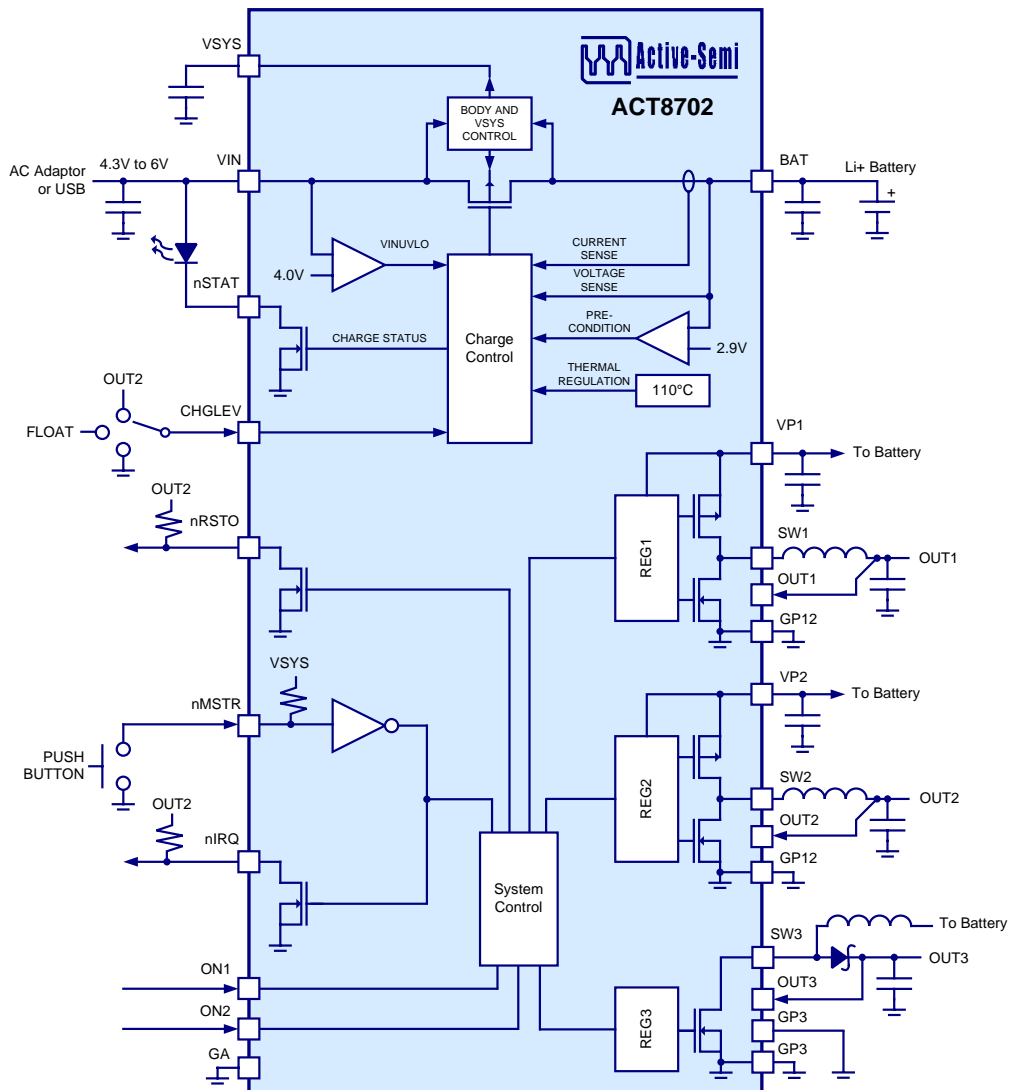 VSYS
Active-Semi
ACT8702
BODY AND
VSYS
CONTROL
4.3V to 6V
VIN
AC Adaptor
or USB
BAT
Li+ Battery
+
VINUVLO
4.0V
CURRENT
SENSE
VOLTAGE
SENSE
nSTAT
PRE-
CONDITION
2.9V
CHARGE STATUS
Charge
Control
THERMAL
REGULATION
110°C
OUT2
CHGLEV
FLOAT
VP1
To Battery
OUT2
nRSTO
REG1
SW1
OUT1
OUT1
GP12
VSYS
nMSTR
VP2
To Battery
PUSH
BUTTON
REG2
SW2
OUT2
OUT2
OUT2
nIRQ
GP12
System
Control
SW3
To Battery
OUT3
ON1
OUT3
REG3
ON2
GP3
GA
GP3